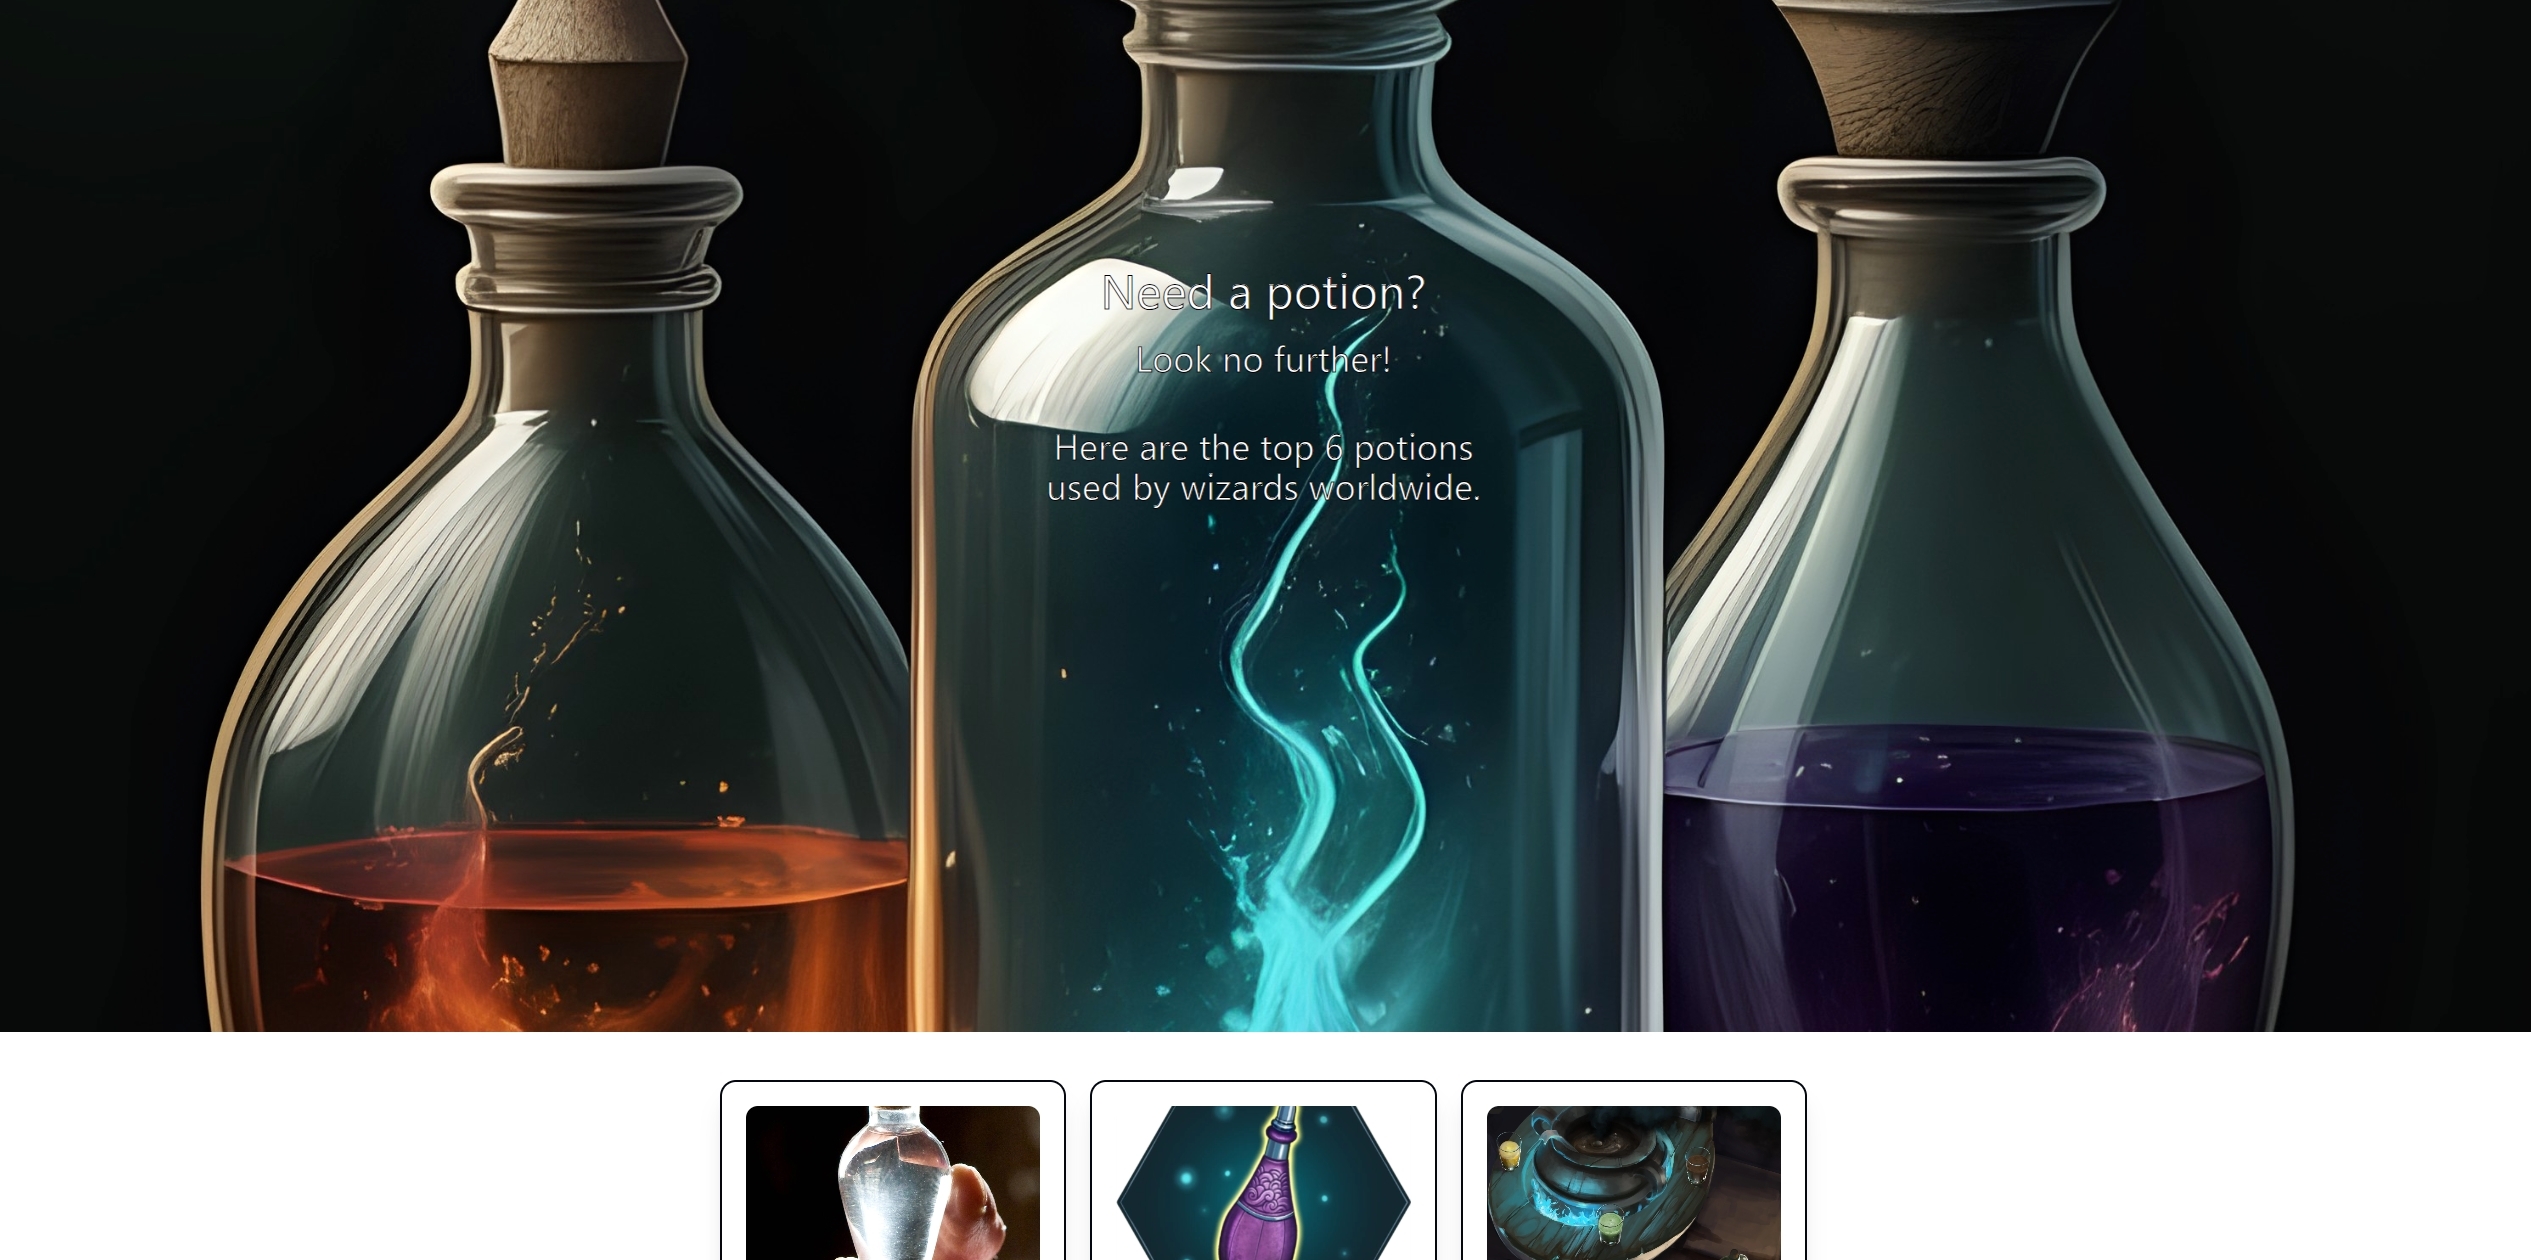 Need a potion?
Look no further!
Here are the top 6 potions
used by wizards worldwide.